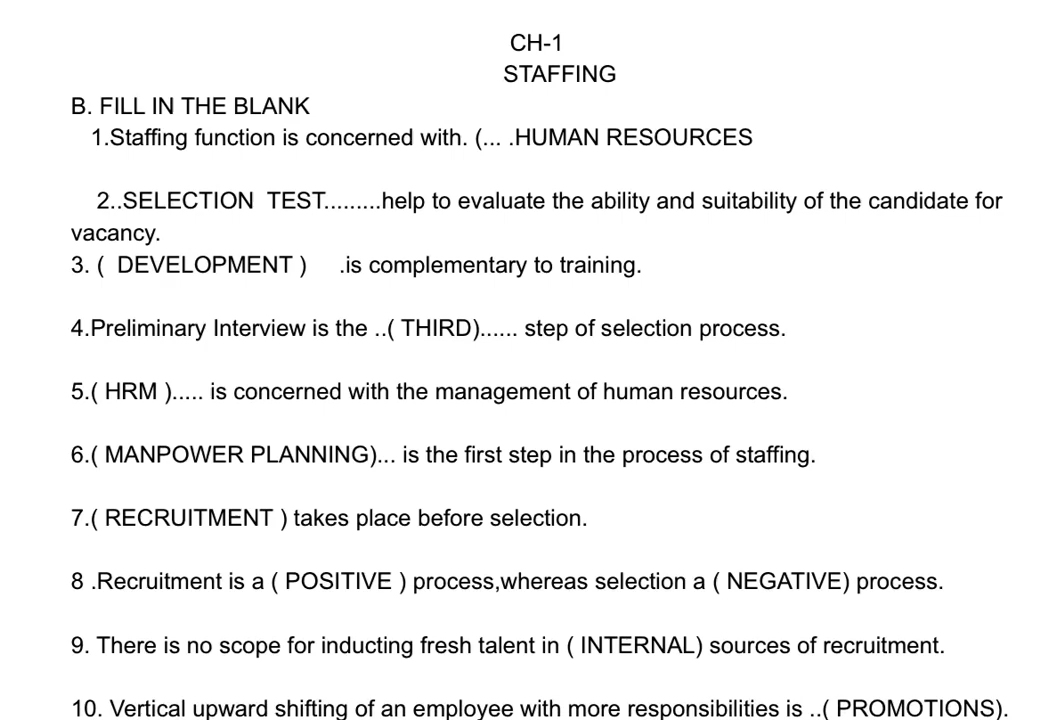 CH-1
STAFFING
B. FILL IN THE BLANK
1.Staffing function is concerned with. (... .HUMAN RESOURCES
2..SELECTION TEST.........help to evaluate the ability and suitability of the candidate for
vacancy.
3. ( DEVELOPMENT ) .is complementary to training.
4.Preliminary Interview is the ..( THIRD)...... step of selection process.
5.( HRM )..... is concerned with the management of human resources.
6.( MANPOWER PLANNING)... is the first step in the process of staffing.
7.( RECRUITMENT ) takes place before selection.
8 .Recruitment is a ( POSITIVE ) process,whereas selection a ( NEGATIVE) process.
9. There is no scope for inducting fresh talent in ( INTERNAL) sources of recruitment.
10. Vertical upward shifting of an employee with more responsibilities is ..( PROMOTIONS).